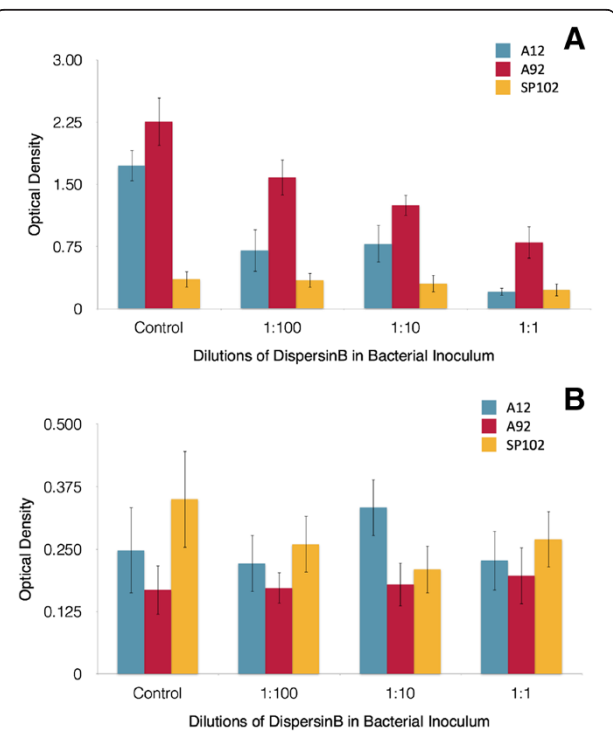 A
A12
A92
SP102
3.00
2.25
1.50
0.75
0
Optical Density
Control 1:100 1:10 1:1
Dilutions of DispersinB in Bacterial Inoculum
B
A12
A92
SP102
0.500
0.375
0.250
0.125
0
Optical Density
Control 1:100 1:10 1:1
Dilutions of DispersinB in Bacterial Inoculum